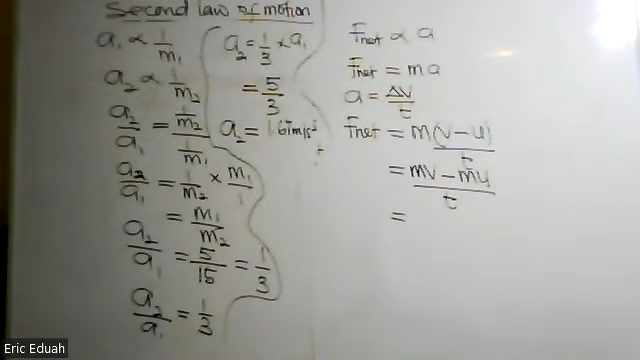 Second law of motion
a₁ ∝ 1/m₁
a₂ ∝ 1/m₂
a₂/a₁ = (1/m₂)/(1/m₁)
a₂/a₁ = 1/m₂ × m₁/1
= m₁/m₂
a₂/a₁ = 5/15 = 1/3
a₂/a₁ = 1/3
a₂ = 1/3 × a₁
= 5/3
a₂ = 1.67m/s²
Fnet ∝ a
Fnet = ma
a = ΔV/t
Fnet = m(v - u)/t
= mv - mu/t
=
Eric Eduah